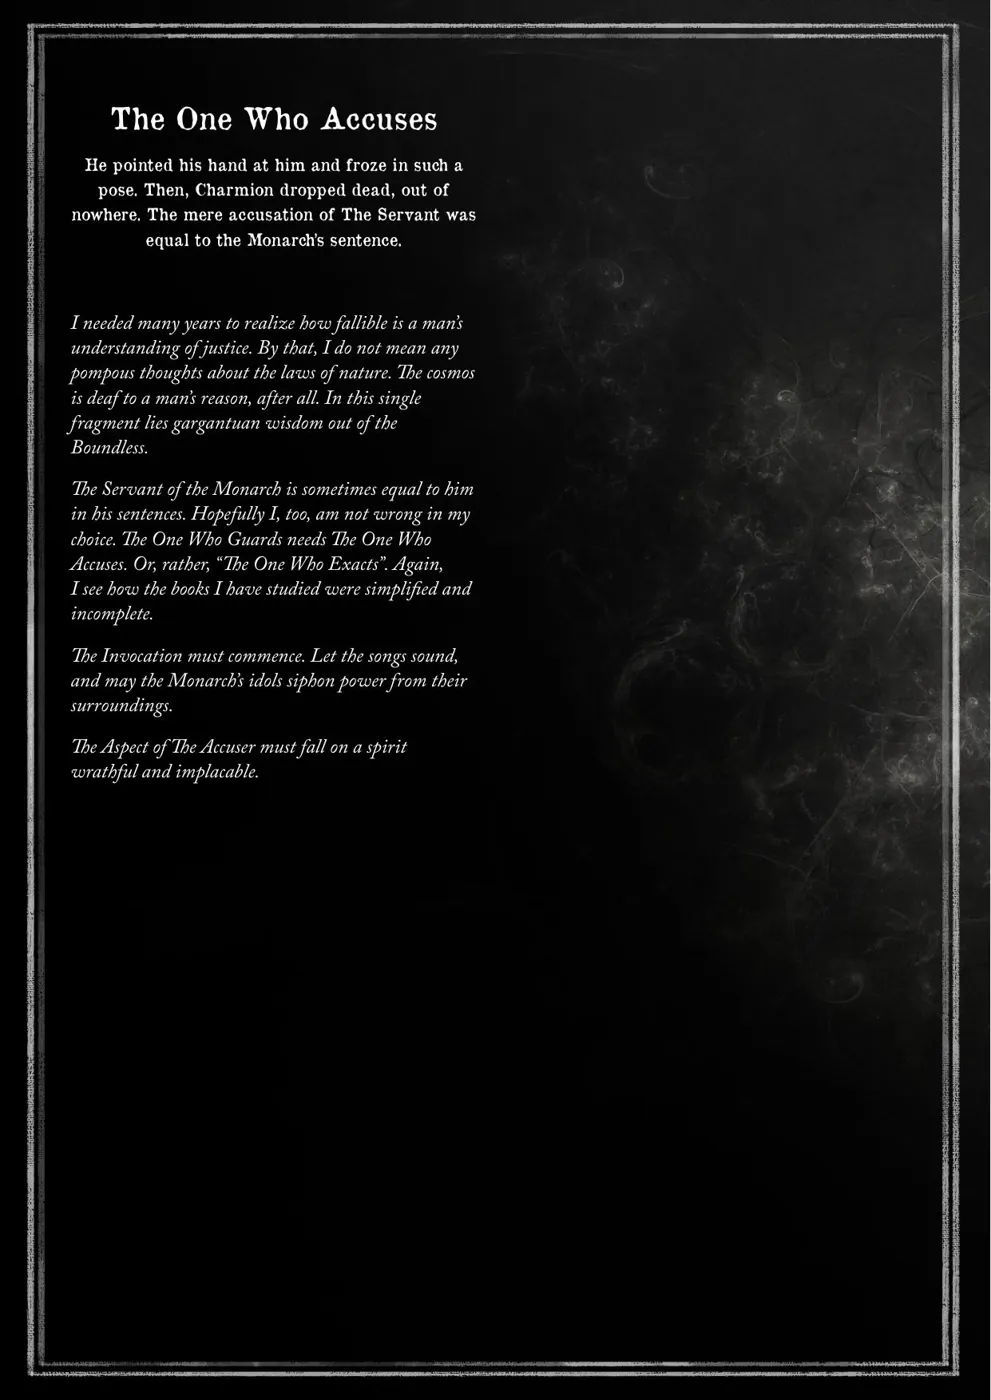 The One Who Accuses
He pointed his hand at him and froze in such a
pose. Then, Charmion dropped dead, out of
nowhere. The mere accusation of The Servant was
equal to the Monarch's sentence.
I needed many years to realize how fallible is a man's
understanding of justice. By that, I do not mean any
pompous thoughts about the laws of nature. The cosmos
is deaf to a man's reason, after all. In this single
fragment lies gargantuan wisdom out of the
Boundless.
The Servant of the Monarch is sometimes equal to him
in his sentences. Hopefully I, too, am not wrong in my
choice. The One Who Guards needs The One Who
Accuses. Or, rather, “The One Who Exacts”. Again,
I see how the books I have studied were simplified and
incomplete.
The Invocation must commence. Let the songs sound,
and may the Monarch's idols siphon power from their
surroundings.
The Aspect of The Accuser must fall on a spirit
wrathful and implacable.